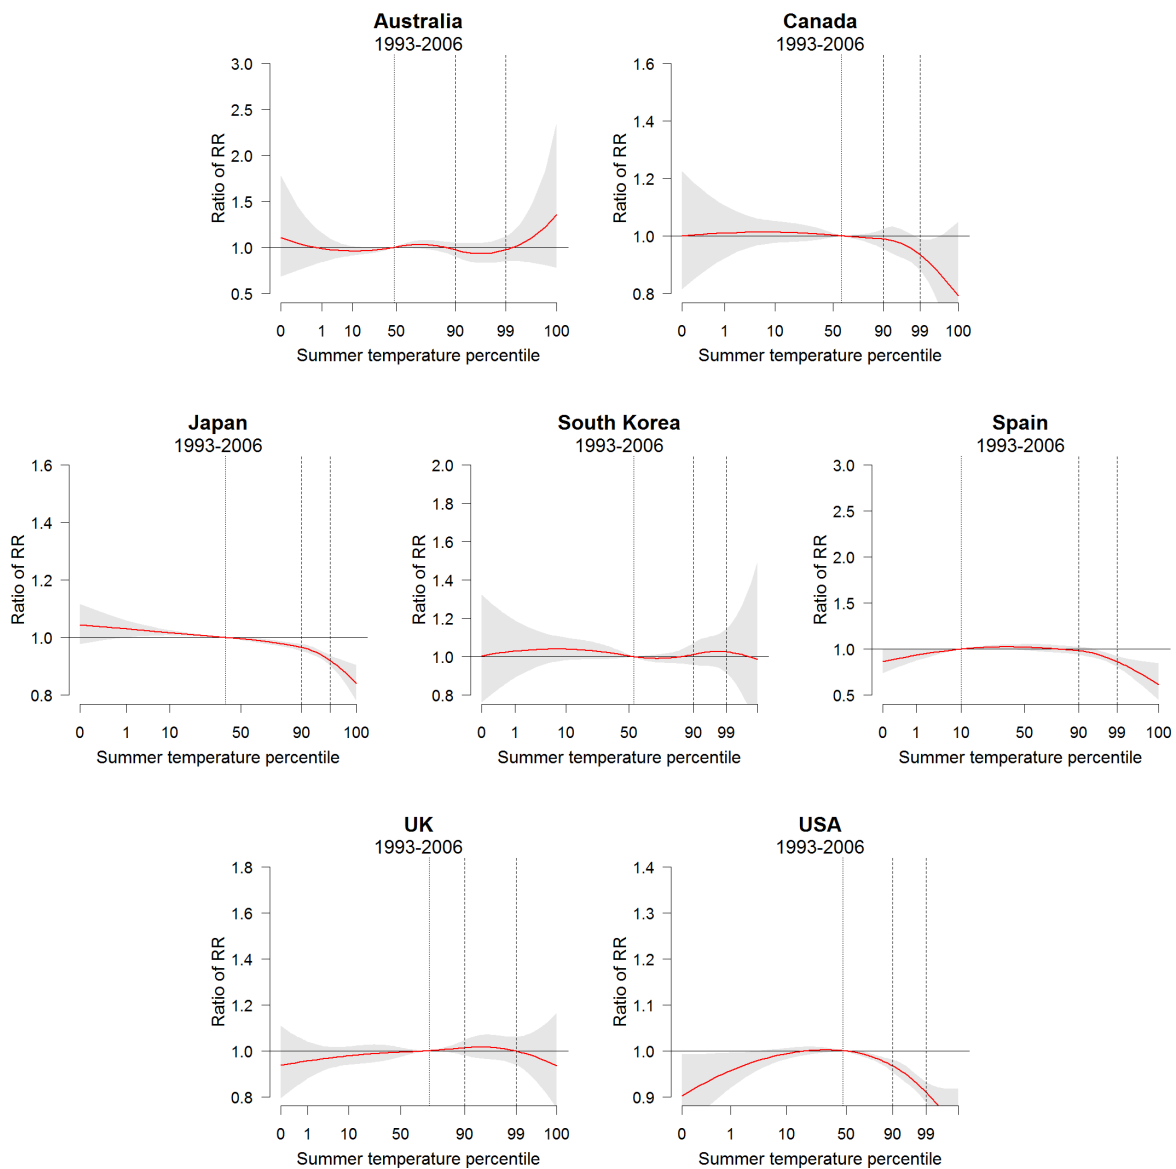 Australia
1993-2006
Ratio of RR
3.0
2.5
2.0
1.5
1.0
0.5
0 1 10 50 90 99 100
Summer temperature percentile
Canada
1993-2006
Ratio of RR
1.6
1.4
1.2
1.0
0.8
0 1 10 50 90 99 100
Summer temperature percentile
Japan
1993-2006
Ratio of RR
1.6
1.4
1.2
1.0
0.8
0 1 10 50 90 100
Summer temperature percentile
South Korea
1993-2006
Ratio of RR
2.0
1.8
1.6
1.4
1.2
1.0
0.8
0 1 10 50 90 99
Summer temperature percentile
Spain
1993-2006
Ratio of RR
3.0
2.5
2.0
1.5
1.0
0.5
0 1 10 50 90 99 100
Summer temperature percentile
UK
1993-2006
Ratio of RR
1.8
1.6
1.4
1.2
1.0
0.8
0 1 10 50 90 99 100
Summer temperature percentile
USA
1993-2006
Ratio of RR
1.4
1.3
1.2
1.1
1.0
0.9
0 1 10 50 90 99
Summer temperature percentile